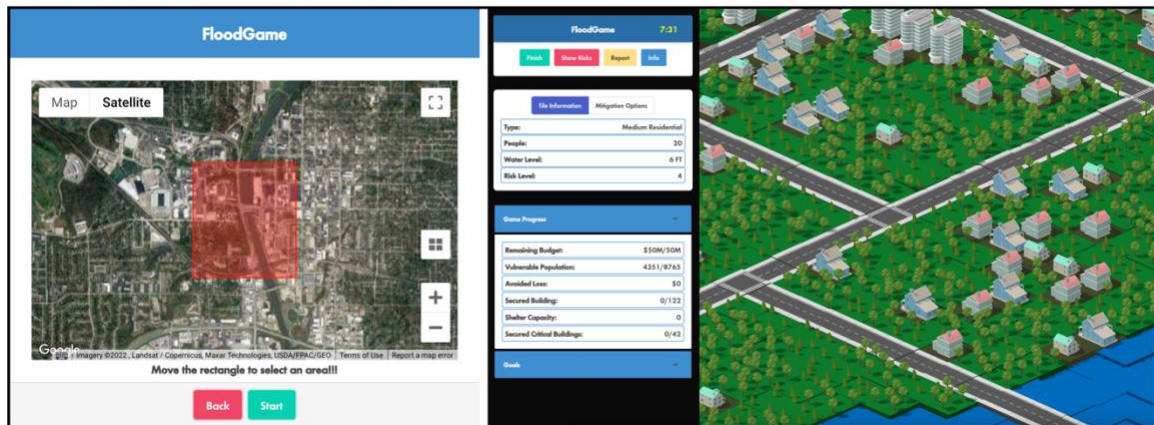 FloodGame
Map Satellite
Google
Imagery ©2022 , Landsat / Copernicus, Maxar Technologies, USDA/FPAC/GEO Terms of Use Report a map error
Move the rectangle to select an area!!!
Back Start
FloodGame 7:31
Finish Show Risks Report Info
Tile Information Mitigation Options
Type: Medium Residential
People: 20
Water Level: 6 FT
Risk Level: 4
Game Progress
Remaining Budget: $50M/50M
Vulnerable Population: 4351/8765
Avoided Loss: $0
Secured Building: 0/122
Shelter Capacity: 0
Secured Critical Buildings: 0/42
Goals